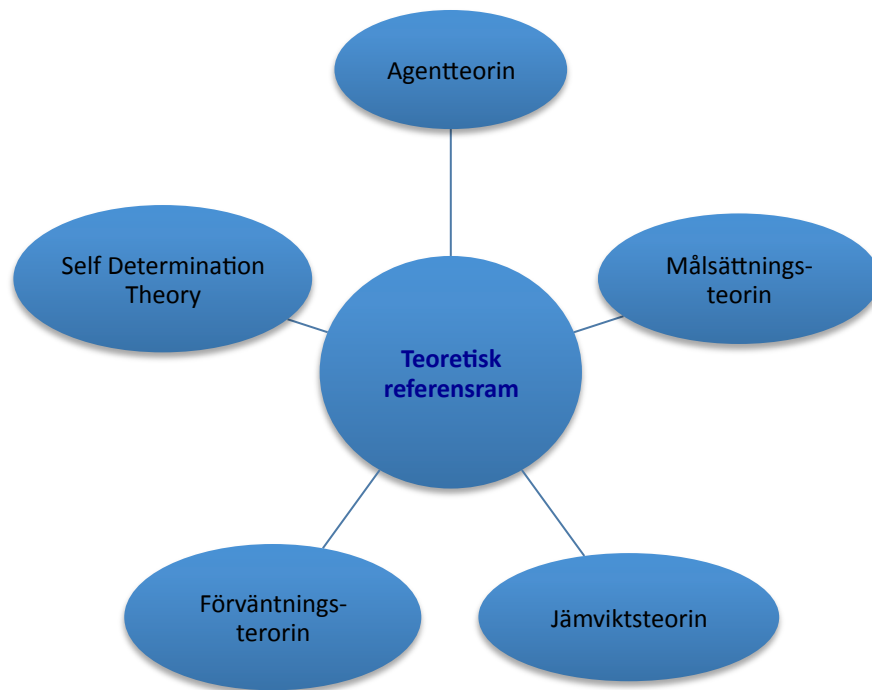 Agentteorin
Self Determination
Theory
Målsättnings-
teorin
Teoretisk
referensram
Förväntnings-
terorin
Jämviktsteorin